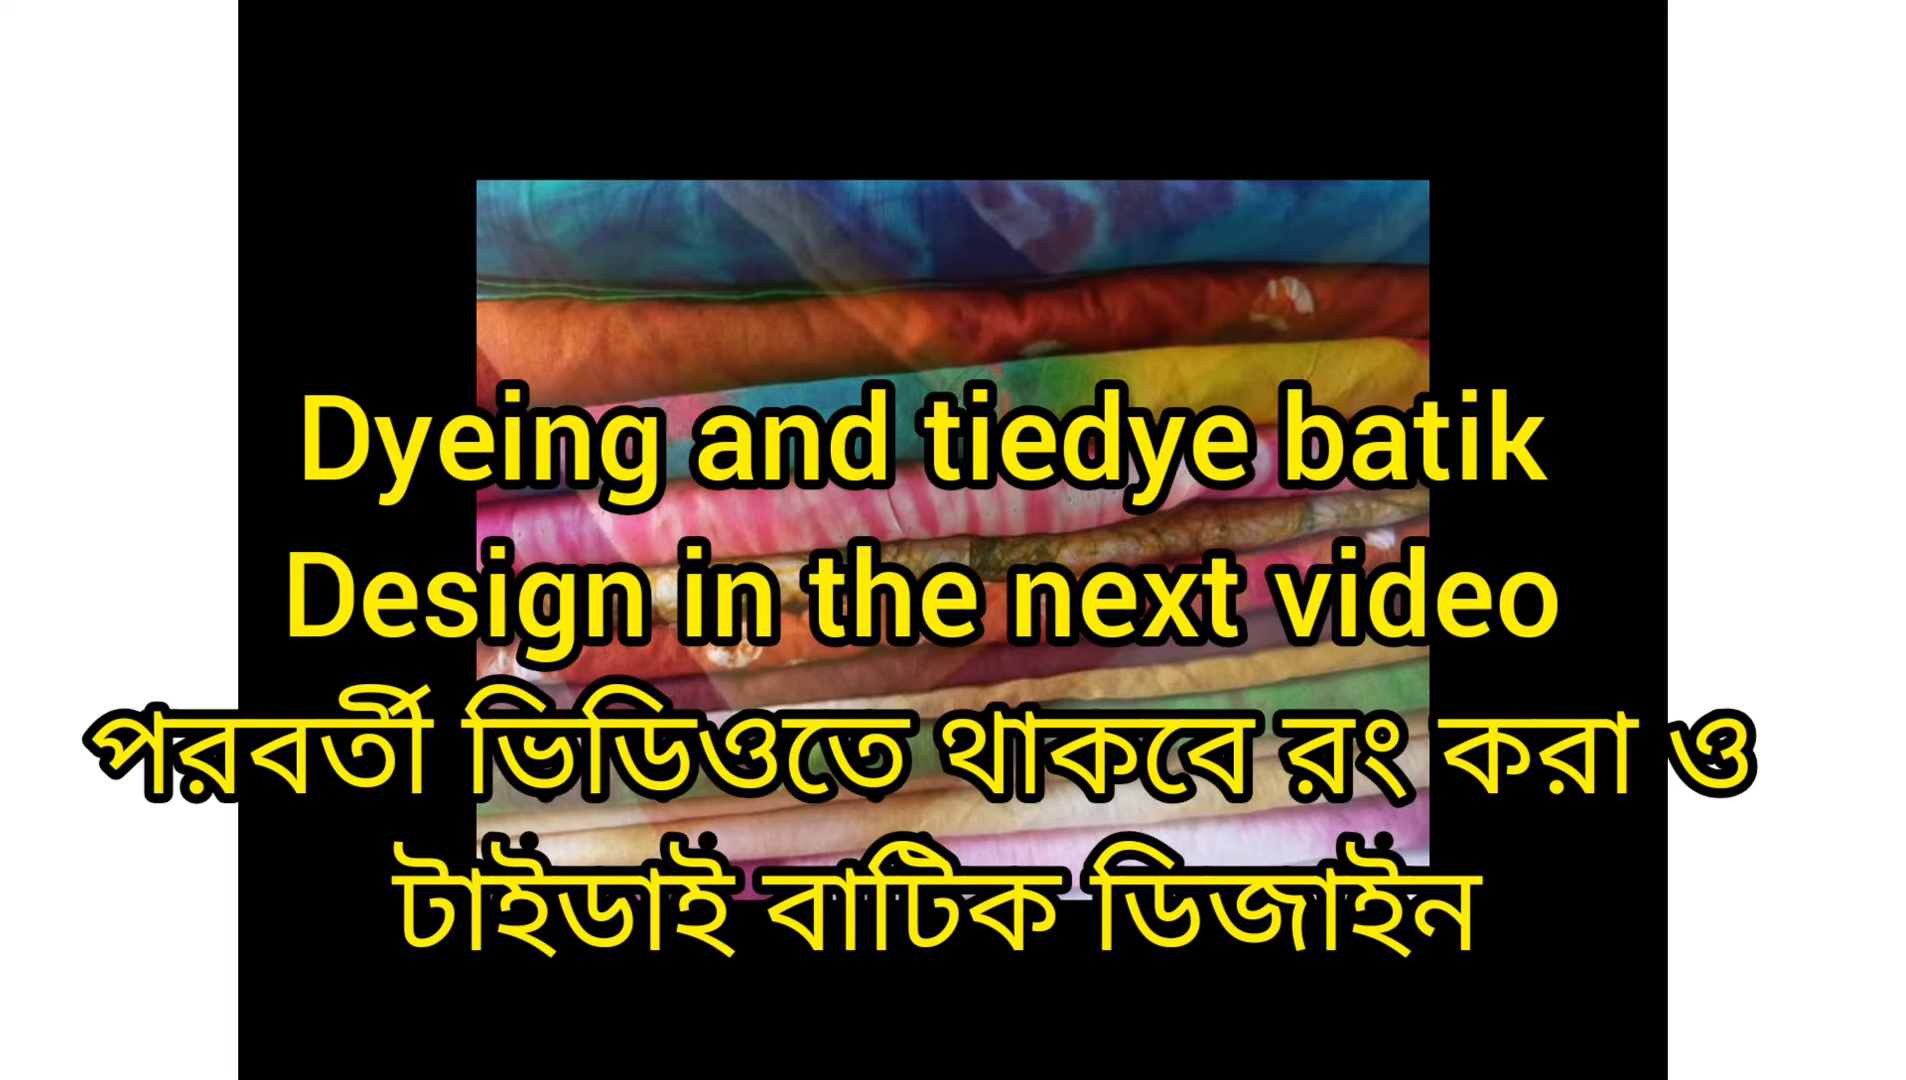 Dyeing and tiedye batik
Design in the next video
পরবর্তী ভিডিওতে থাকবে রং করা ও
টাইডাই বাটিক ডিজাইন